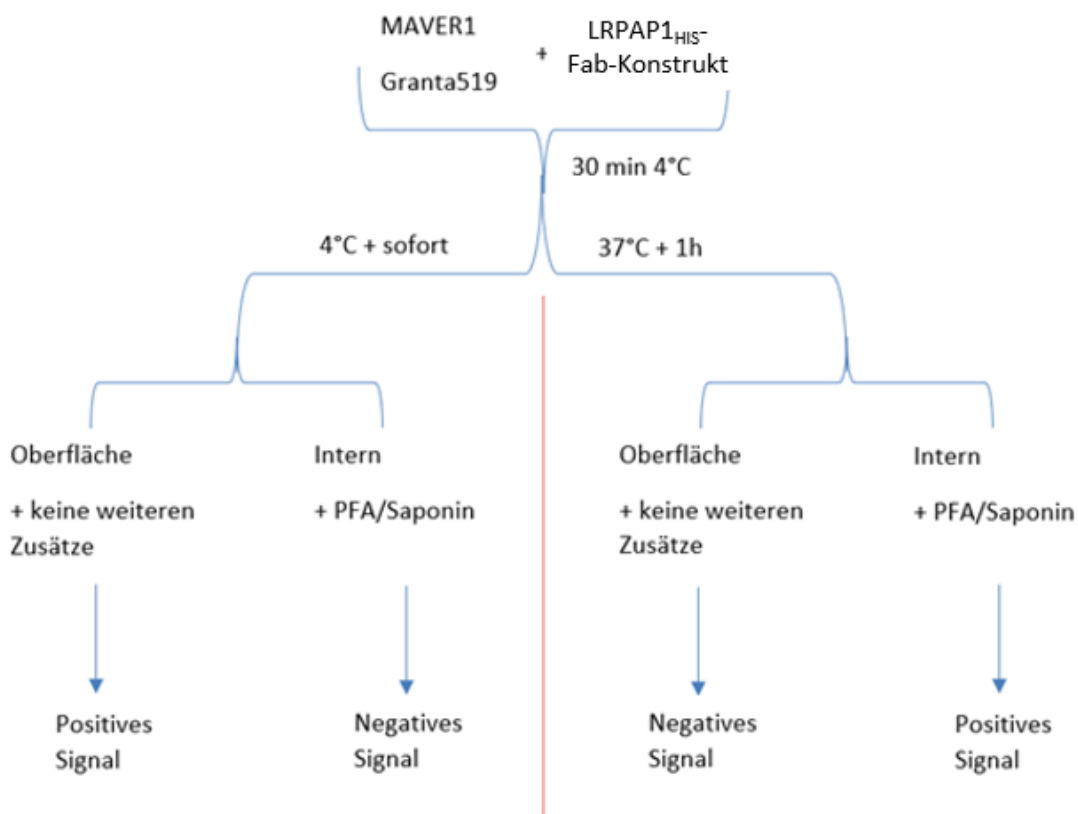 MAVER1
Granta519
+
LRPAP1HIS-
Fab-Konstrukt
30 min 4°C
4°C + sofort
37°C + 1h
Oberfläche
+ keine weiteren
Zusätze
Intern
+ PFA/Saponin
Oberfläche
+ keine weiteren
Zusätze
Intern
+ PFA/Saponin
Positives
Signal
Negatives
Signal
Negatives
Signal
Positives
Signal